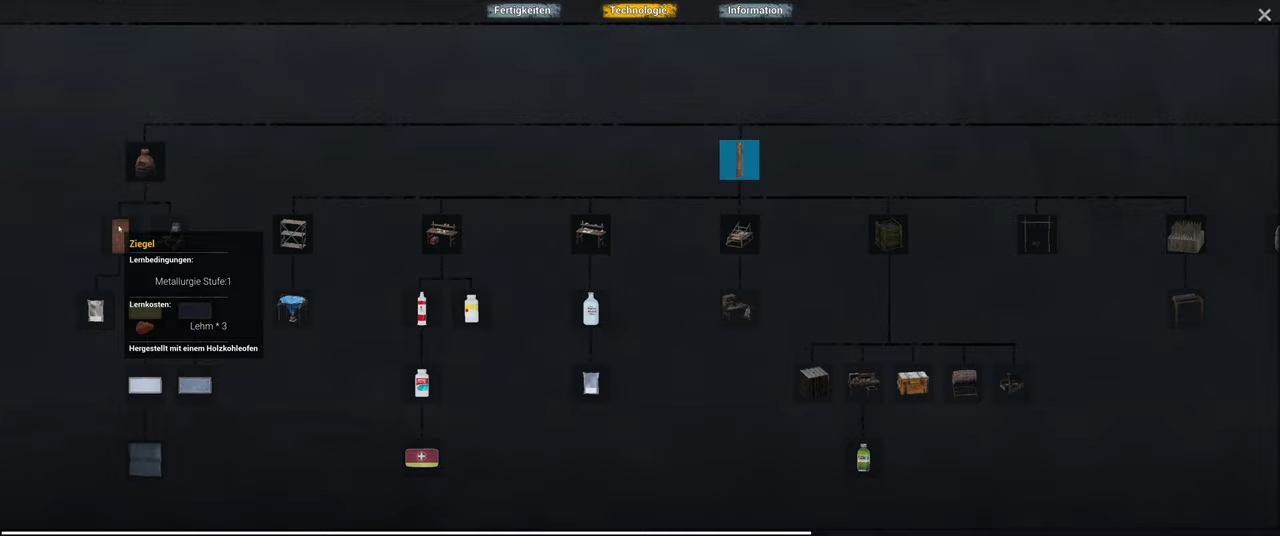 Fertigkeiten
Technologie
Information
Ziegel
Lernbedingungen:
Metallurgie Stufe:1
Lernkosten:
Lehm * 3
Hergestellt mit einem Holzkohleofen